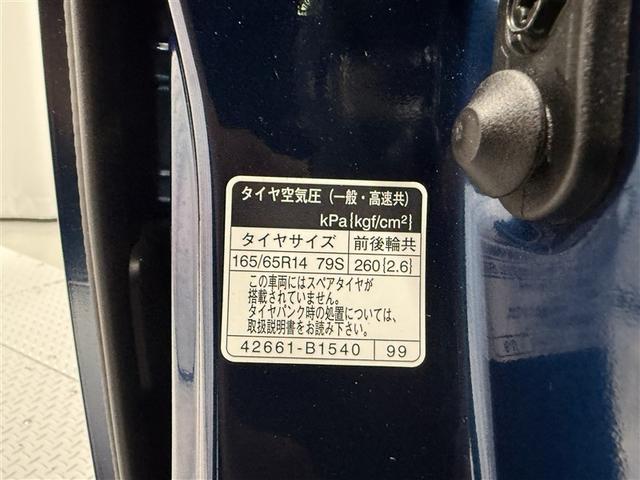 タイヤ空気圧（一般・高速共）
kPa{kgf/cm²}
タイヤサイズ 前後輪共
165/65R14 79S 260{2.6}
この車両にはスペアタイヤが
搭載されていません。
タイヤパンク時の処置については、
取扱説明書をお読み下さい。
42661-B1540 99